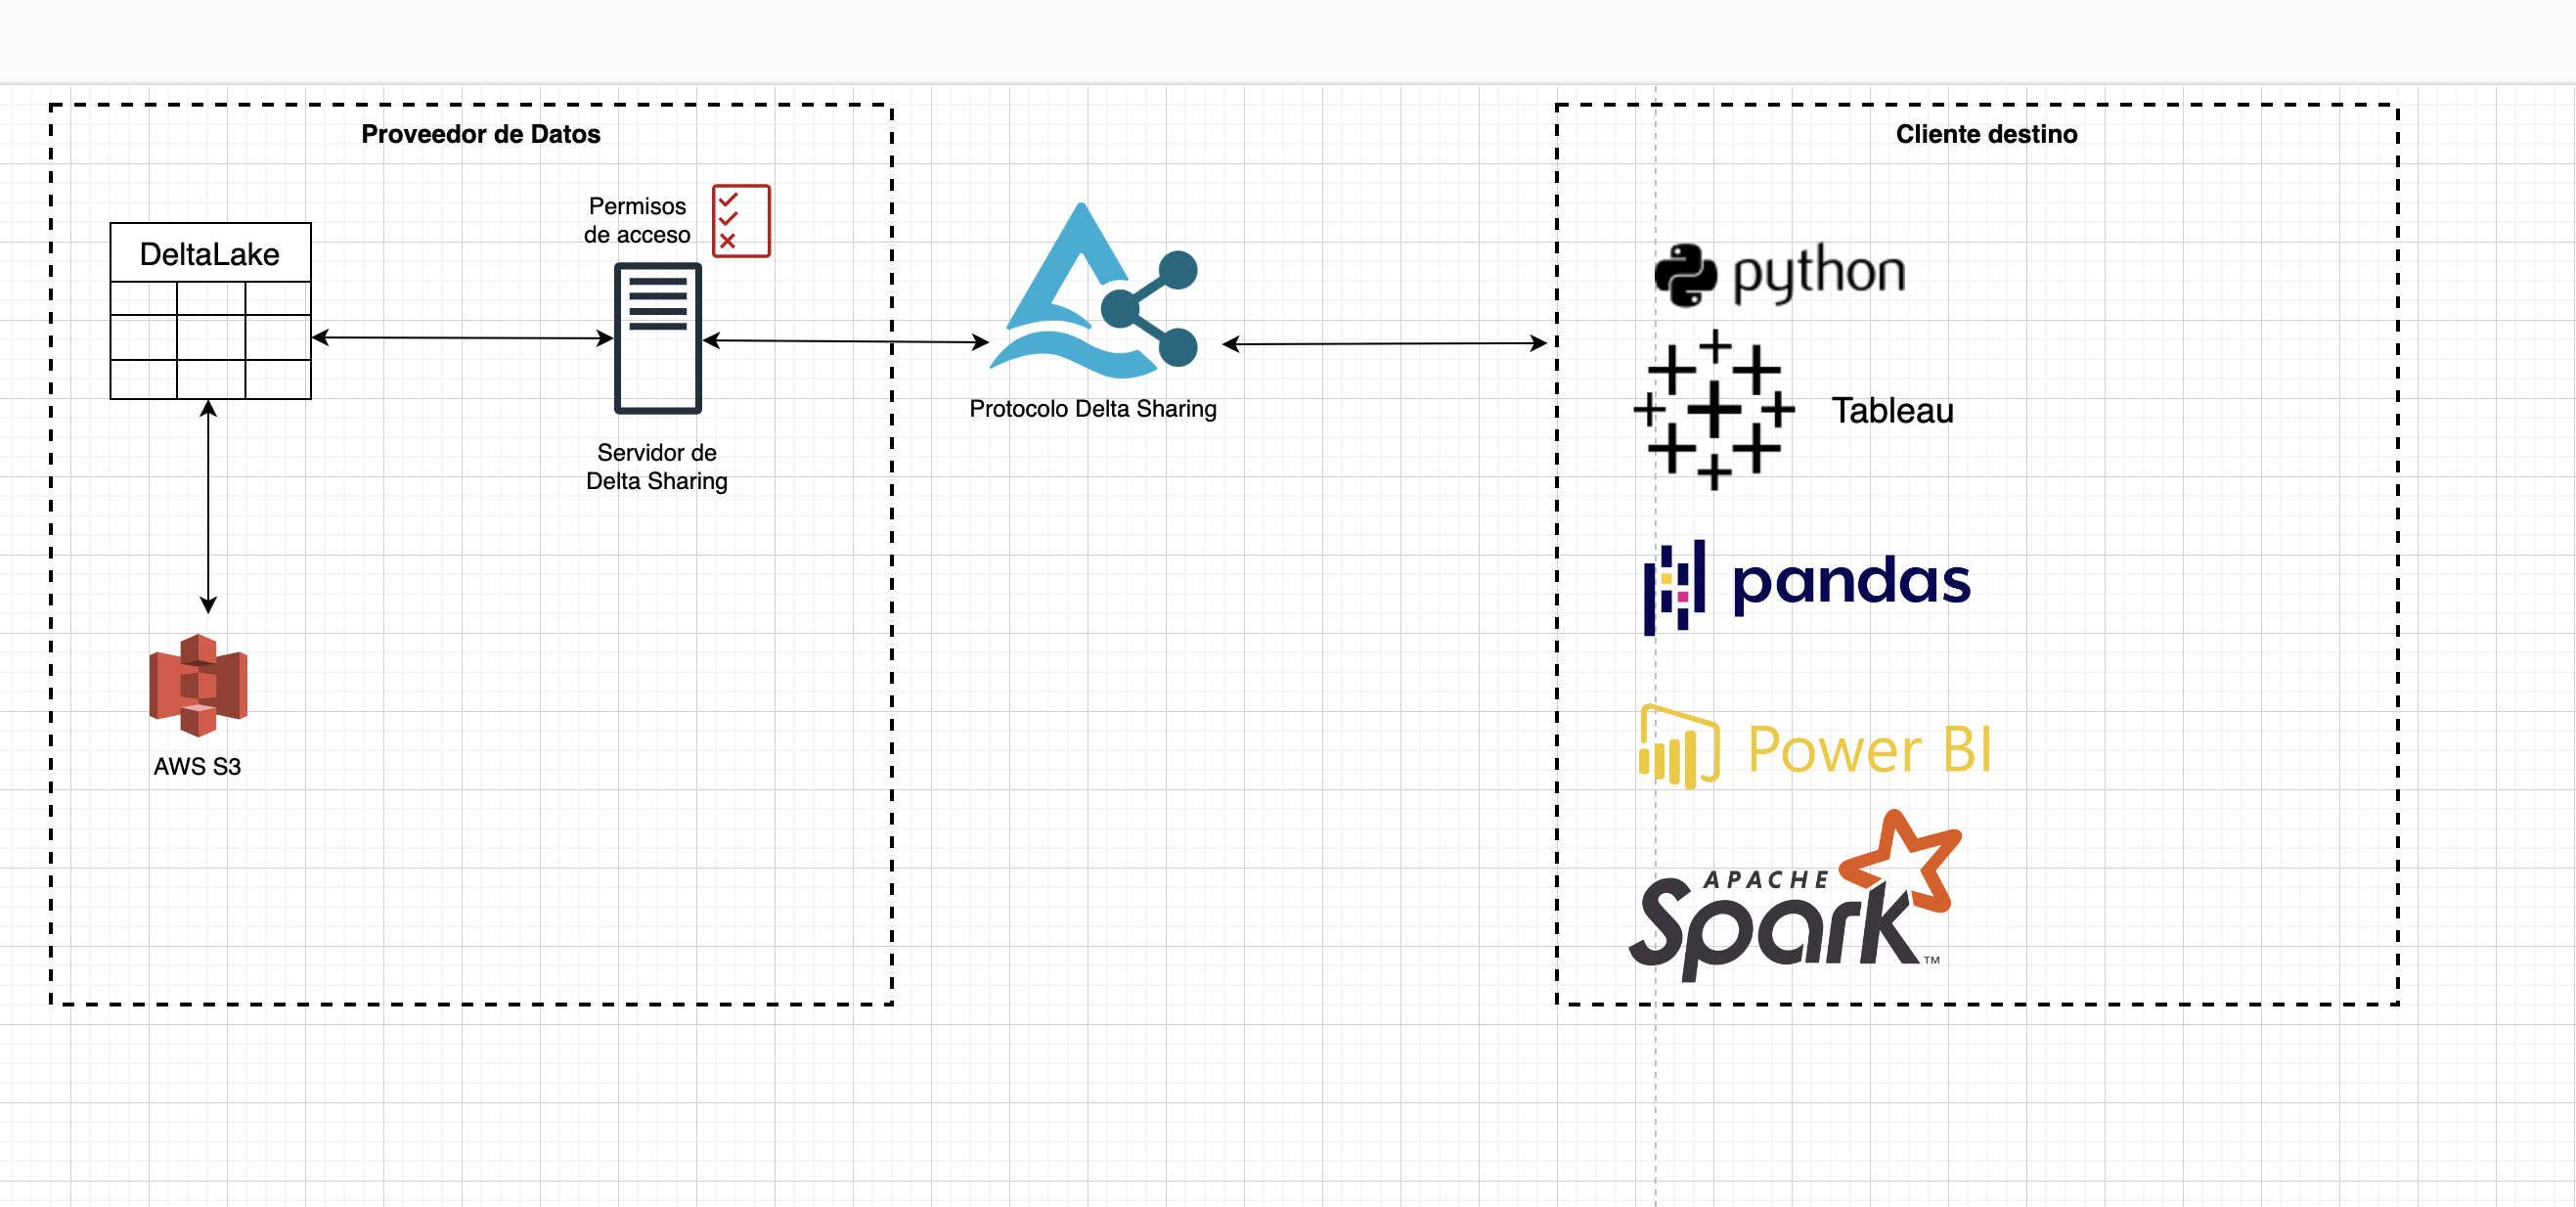 Proveedor de Datos
Permisos
de acceso
DeltaLake
Servidor de
Delta Sharing
AWS S3
Protocolo Delta Sharing
Cliente destino
python
Tableau
pandas
Power BI
APACHE
Spark™